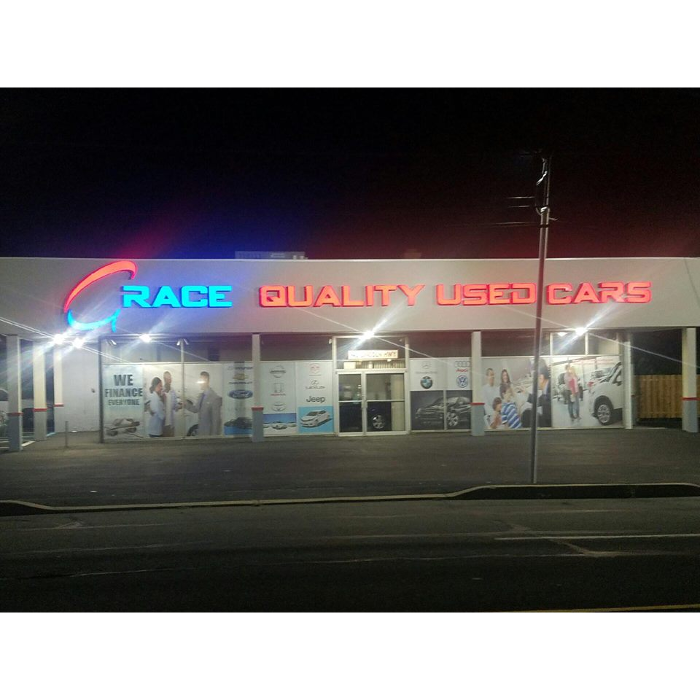 GRACE QUALITY USED CARS
WE
FINANCE
EVERYONE
Jeep